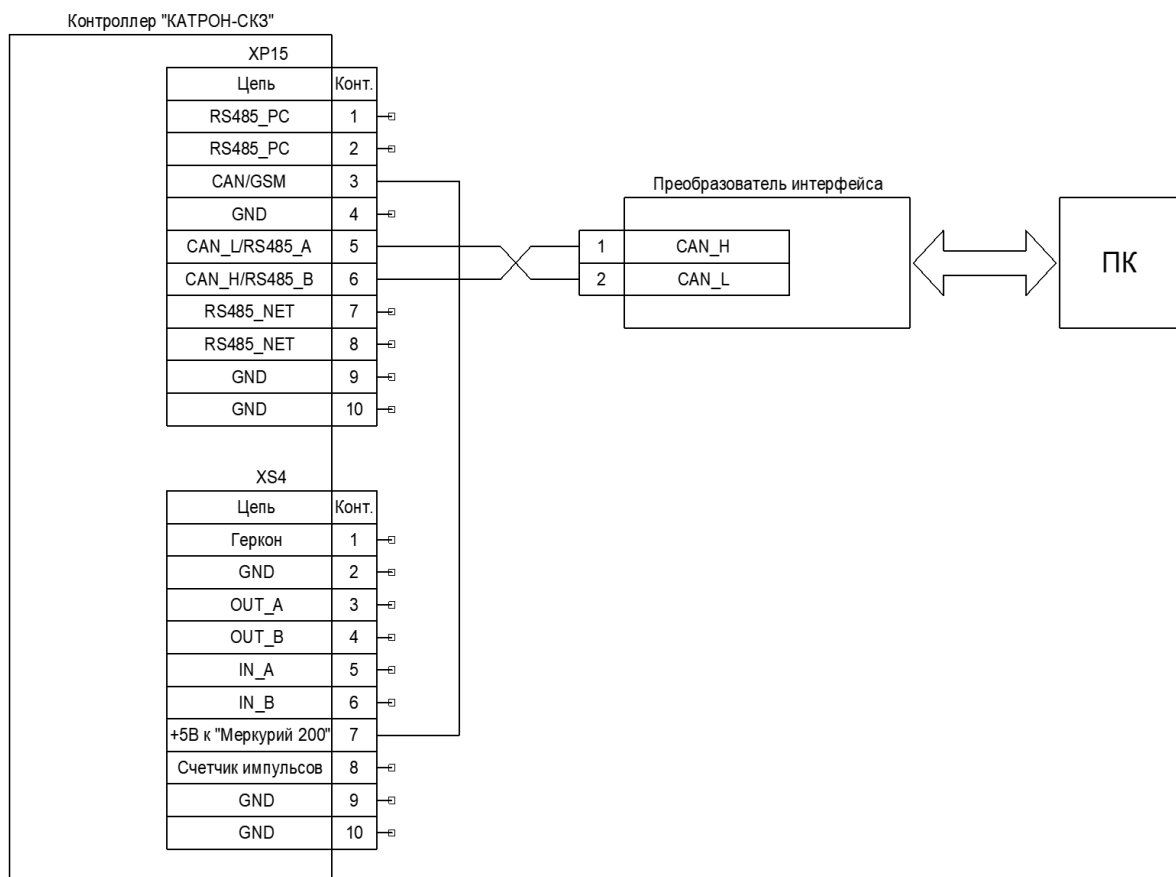 Контроллер "КАТРОН-СКЗ"
XP15
Цепь Конт.
RS485_PC 1
RS485_PC 2
CAN/GSM 3
GND 4
CAN_L/RS485_A 5
CAN_H/RS485_B 6
RS485_NET 7
RS485_NET 8
GND 9
GND 10
Преобразователь интерфейса
1 CAN_H
2 CAN_L
ПК
XS4
Цепь Конт.
Геркон 1
GND 2
OUT_A 3
OUT_B 4
IN_A 5
IN_B 6
+5В к "Меркурий 200" 7
Счетчик импульсов 8
GND 9
GND 10